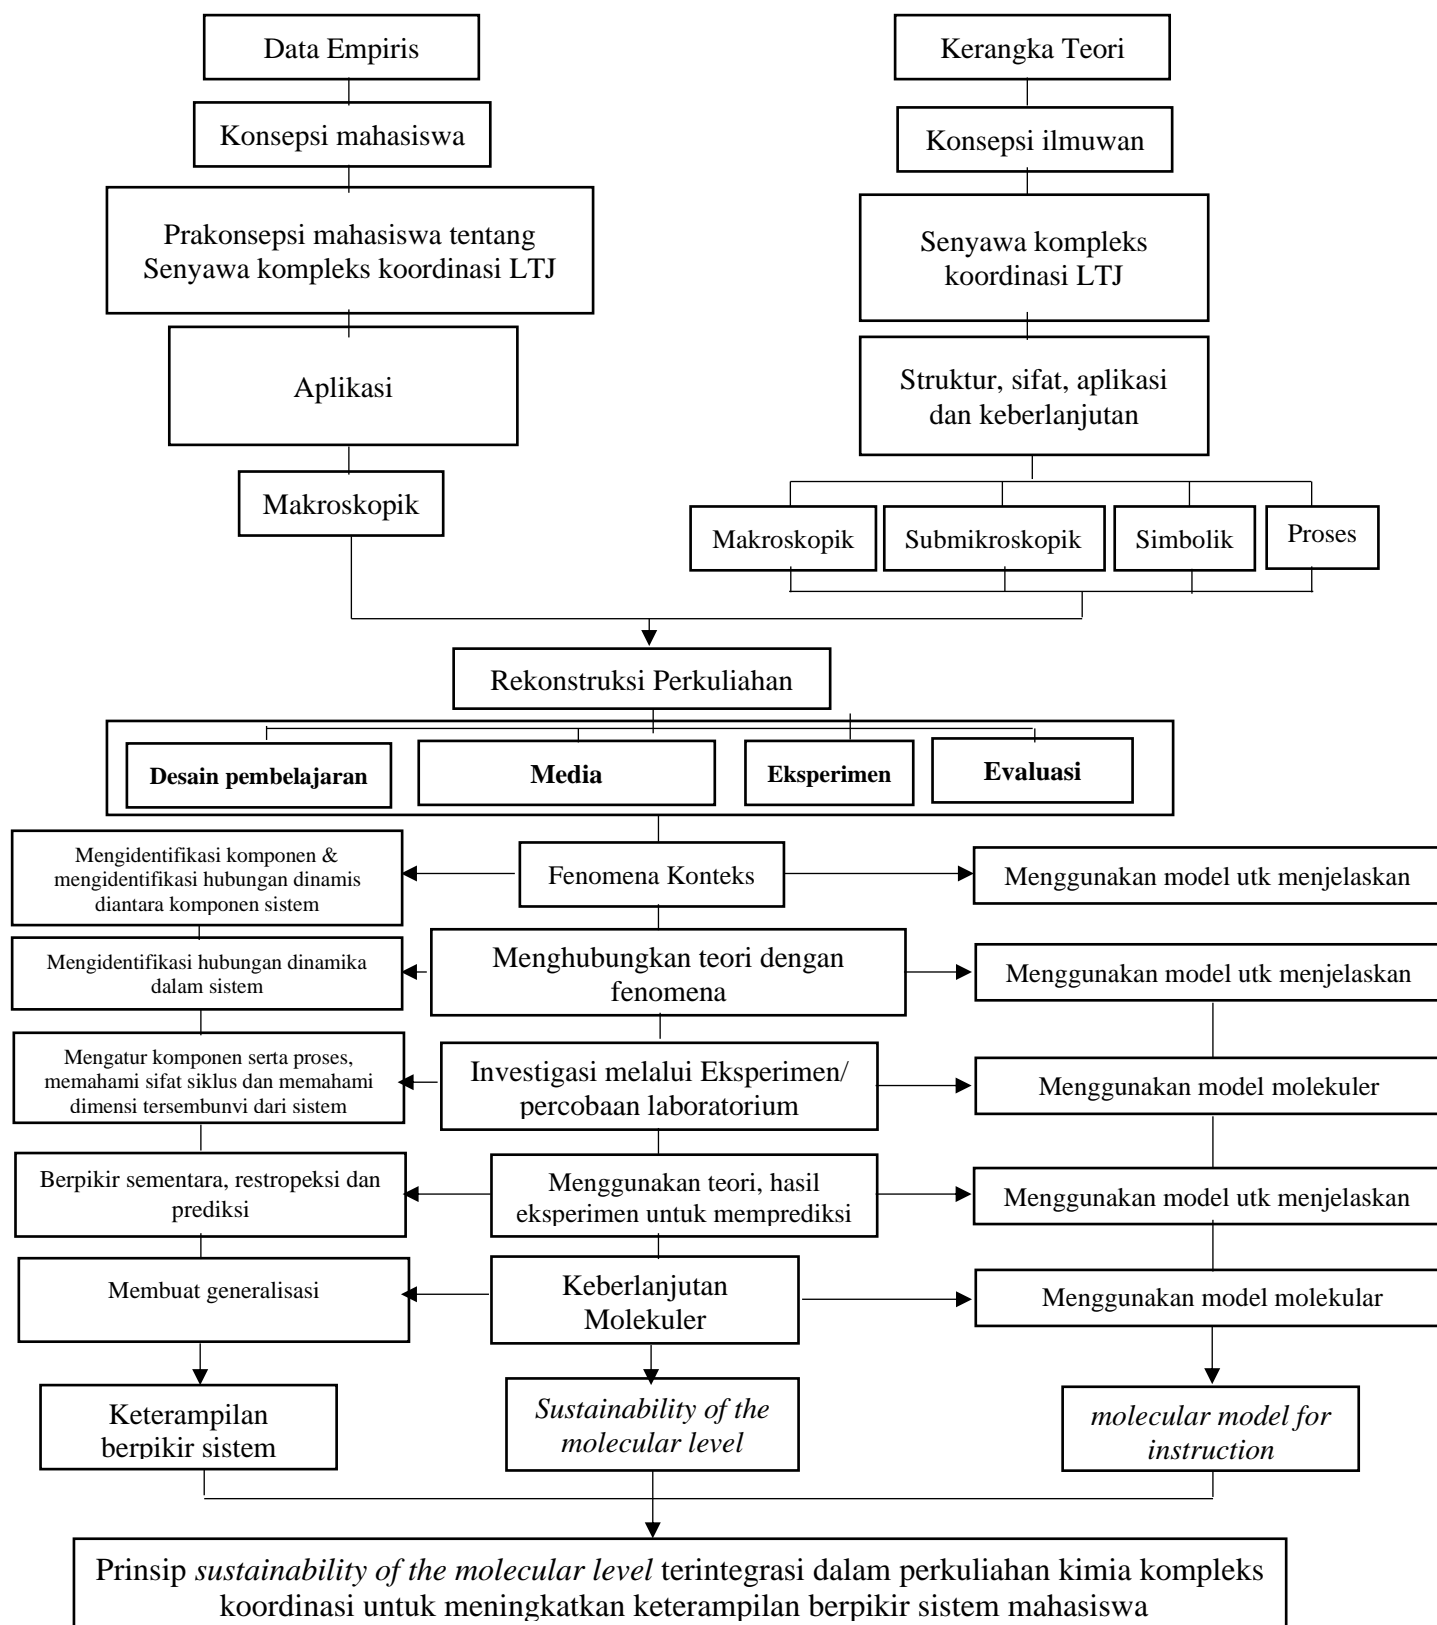 Data Empiris
Kerangka Teori
Konsepsi mahasiswa
Konsepsi ilmuwan
Prakonsepsi mahasiswa tentang
Senyawa kompleks koordinasi LTJ
Senyawa kompleks
koordinasi LTJ
Aplikasi
Struktur, sifat, aplikasi
dan keberlanjutan
Makroskopik
Makroskopik
Submikroskopik
Simbolik
Proses
Rekonstruksi Perkuliahan
Desain pembelajaran
Media
Eksperimen
Evaluasi
Mengidentifikasi komponen &
mengidentifikasi hubungan dinamis
diantara komponen sistem
Fenomena Konteks
Menggunakan model utk menjelaskan
Mengidentifikasi hubungan dinamika
dalam sistem
Menghubungkan teori dengan
fenomena
Menggunakan model utk menjelaskan
Mengatur komponen serta proses,
memahami sifat siklus dan memahami
dimensi tersembunyi dari sistem
Investigasi melalui Eksperimen/
percobaan laboratorium
Menggunakan model molekuler
Berpikir sementara, restropeksi dan
prediksi
Menggunakan teori, hasil
eksperimen untuk memprediksi
Menggunakan model utk menjelaskan
Membuat generalisasi
Keberlanjutan
Molekuler
Menggunakan model molekular
Keterampilan
berpikir sistem
Sustainability of the
molecular level
molecular model for
instruction
Prinsip sustainability of the molecular level terintegrasi dalam perkuliahan kimia kompleks
koordinasi untuk meningkatkan keterampilan berpikir sistem mahasiswa